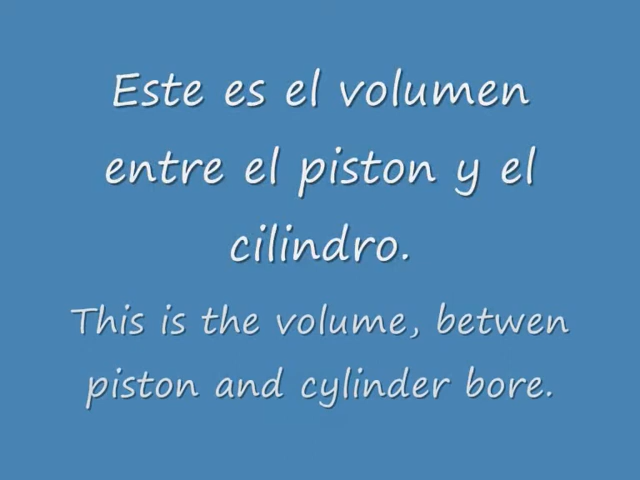 Este es el volumen
entre el piston y el
cilindro.
This is the volume, betwen
piston and cylinder bore.